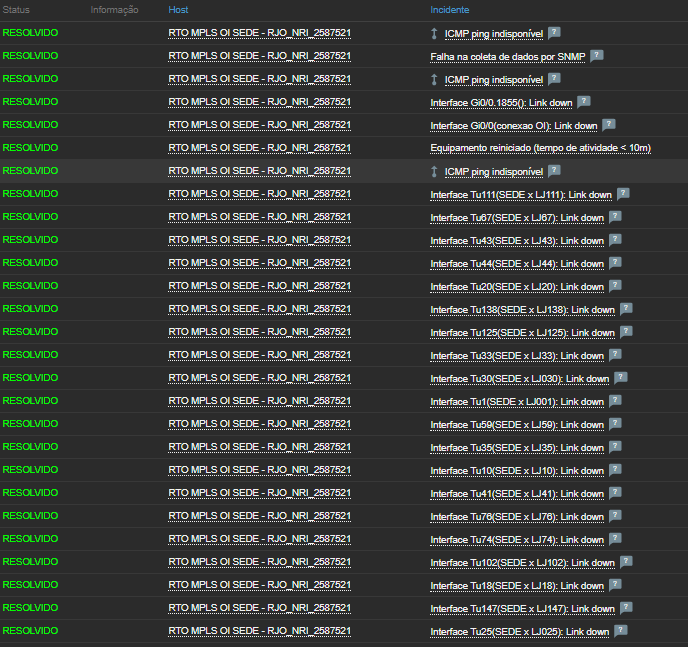 Status Informação Host Incidente
RESOLVIDO RTO MPLS OI SEDE - RJO_NRI_2587521 ICMP ping indisponível ?
RESOLVIDO RTO MPLS OI SEDE - RJO_NRI_2587521 Falha na coleta de dados por SNMP ?
RESOLVIDO RTO MPLS OI SEDE - RJO_NRI_2587521 ICMP ping indisponível ?
RESOLVIDO RTO MPLS OI SEDE - RJO_NRI_2587521 Interface Gi0/0.1855(): Link down ?
RESOLVIDO RTO MPLS OI SEDE - RJO_NRI_2587521 Interface Gi0/0(conexao OI): Link down ?
RESOLVIDO RTO MPLS OI SEDE - RJO_NRI_2587521 Equipamento reiniciado (tempo de atividade < 10m)
RESOLVIDO RTO MPLS OI SEDE - RJO_NRI_2587521 ICMP ping indisponível ?
RESOLVIDO RTO MPLS OI SEDE - RJO_NRI_2587521 Interface Tu111(SEDE x LJ111): Link down ?
RESOLVIDO RTO MPLS OI SEDE - RJO_NRI_2587521 Interface Tu67(SEDE x LJ67): Link down ?
RESOLVIDO RTO MPLS OI SEDE - RJO_NRI_2587521 Interface Tu43(SEDE x LJ43): Link down ?
RESOLVIDO RTO MPLS OI SEDE - RJO_NRI_2587521 Interface Tu44(SEDE x LJ44): Link down ?
RESOLVIDO RTO MPLS OI SEDE - RJO_NRI_2587521 Interface Tu20(SEDE x LJ20): Link down ?
RESOLVIDO RTO MPLS OI SEDE - RJO_NRI_2587521 Interface Tu138(SEDE x LJ138): Link down ?
RESOLVIDO RTO MPLS OI SEDE - RJO_NRI_2587521 Interface Tu125(SEDE x LJ125): Link down ?
RESOLVIDO RTO MPLS OI SEDE - RJO_NRI_2587521 Interface Tu33(SEDE x LJ33): Link down ?
RESOLVIDO RTO MPLS OI SEDE - RJO_NRI_2587521 Interface Tu30(SEDE x LJ030): Link down ?
RESOLVIDO RTO MPLS OI SEDE - RJO_NRI_2587521 Interface Tu1(SEDE x LJ001): Link down ?
RESOLVIDO RTO MPLS OI SEDE - RJO_NRI_2587521 Interface Tu59(SEDE x LJ59): Link down ?
RESOLVIDO RTO MPLS OI SEDE - RJO_NRI_2587521 Interface Tu35(SEDE x LJ35): Link down ?
RESOLVIDO RTO MPLS OI SEDE - RJO_NRI_2587521 Interface Tu10(SEDE x LJ10): Link down ?
RESOLVIDO RTO MPLS OI SEDE - RJO_NRI_2587521 Interface Tu41(SEDE x LJ41): Link down ?
RESOLVIDO RTO MPLS OI SEDE - RJO_NRI_2587521 Interface Tu76(SEDE x LJ76): Link down ?
RESOLVIDO RTO MPLS OI SEDE - RJO_NRI_2587521 Interface Tu74(SEDE x LJ74): Link down ?
RESOLVIDO RTO MPLS OI SEDE - RJO_NRI_2587521 Interface Tu102(SEDE x LJ102): Link down ?
RESOLVIDO RTO MPLS OI SEDE - RJO_NRI_2587521 Interface Tu18(SEDE x LJ18): Link down ?
RESOLVIDO RTO MPLS OI SEDE - RJO_NRI_2587521 Interface Tu147(SEDE x LJ147): Link down ?
RESOLVIDO RTO MPLS OI SEDE - RJO_NRI_2587521 Interface Tu25(SEDE x LJ025): Link down ?